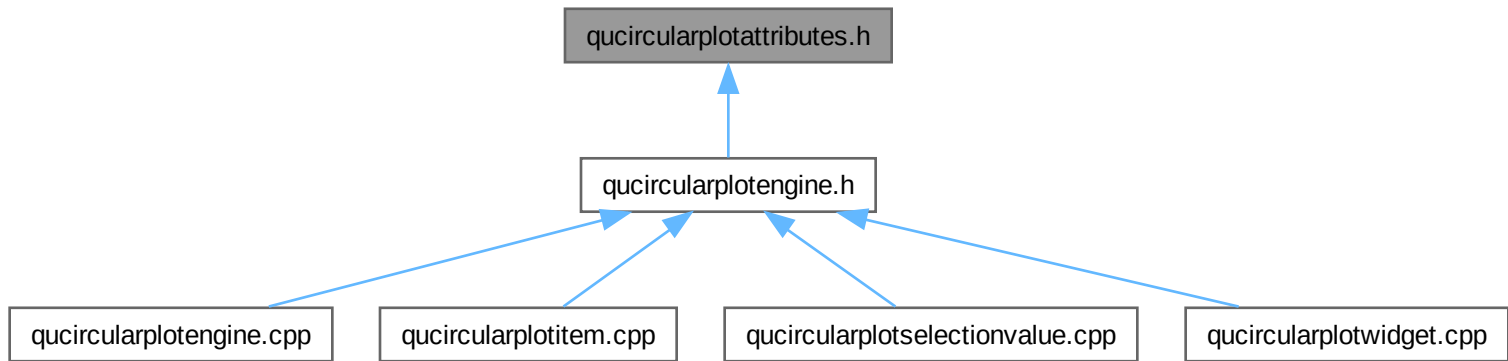 qucircularplotattributes.h
qucircularplotengine.h
qucircularplotengine.cpp
qucircularplotitem.cpp
qucircularplotselectionvalue.cpp
qucircularplotwidget.cpp